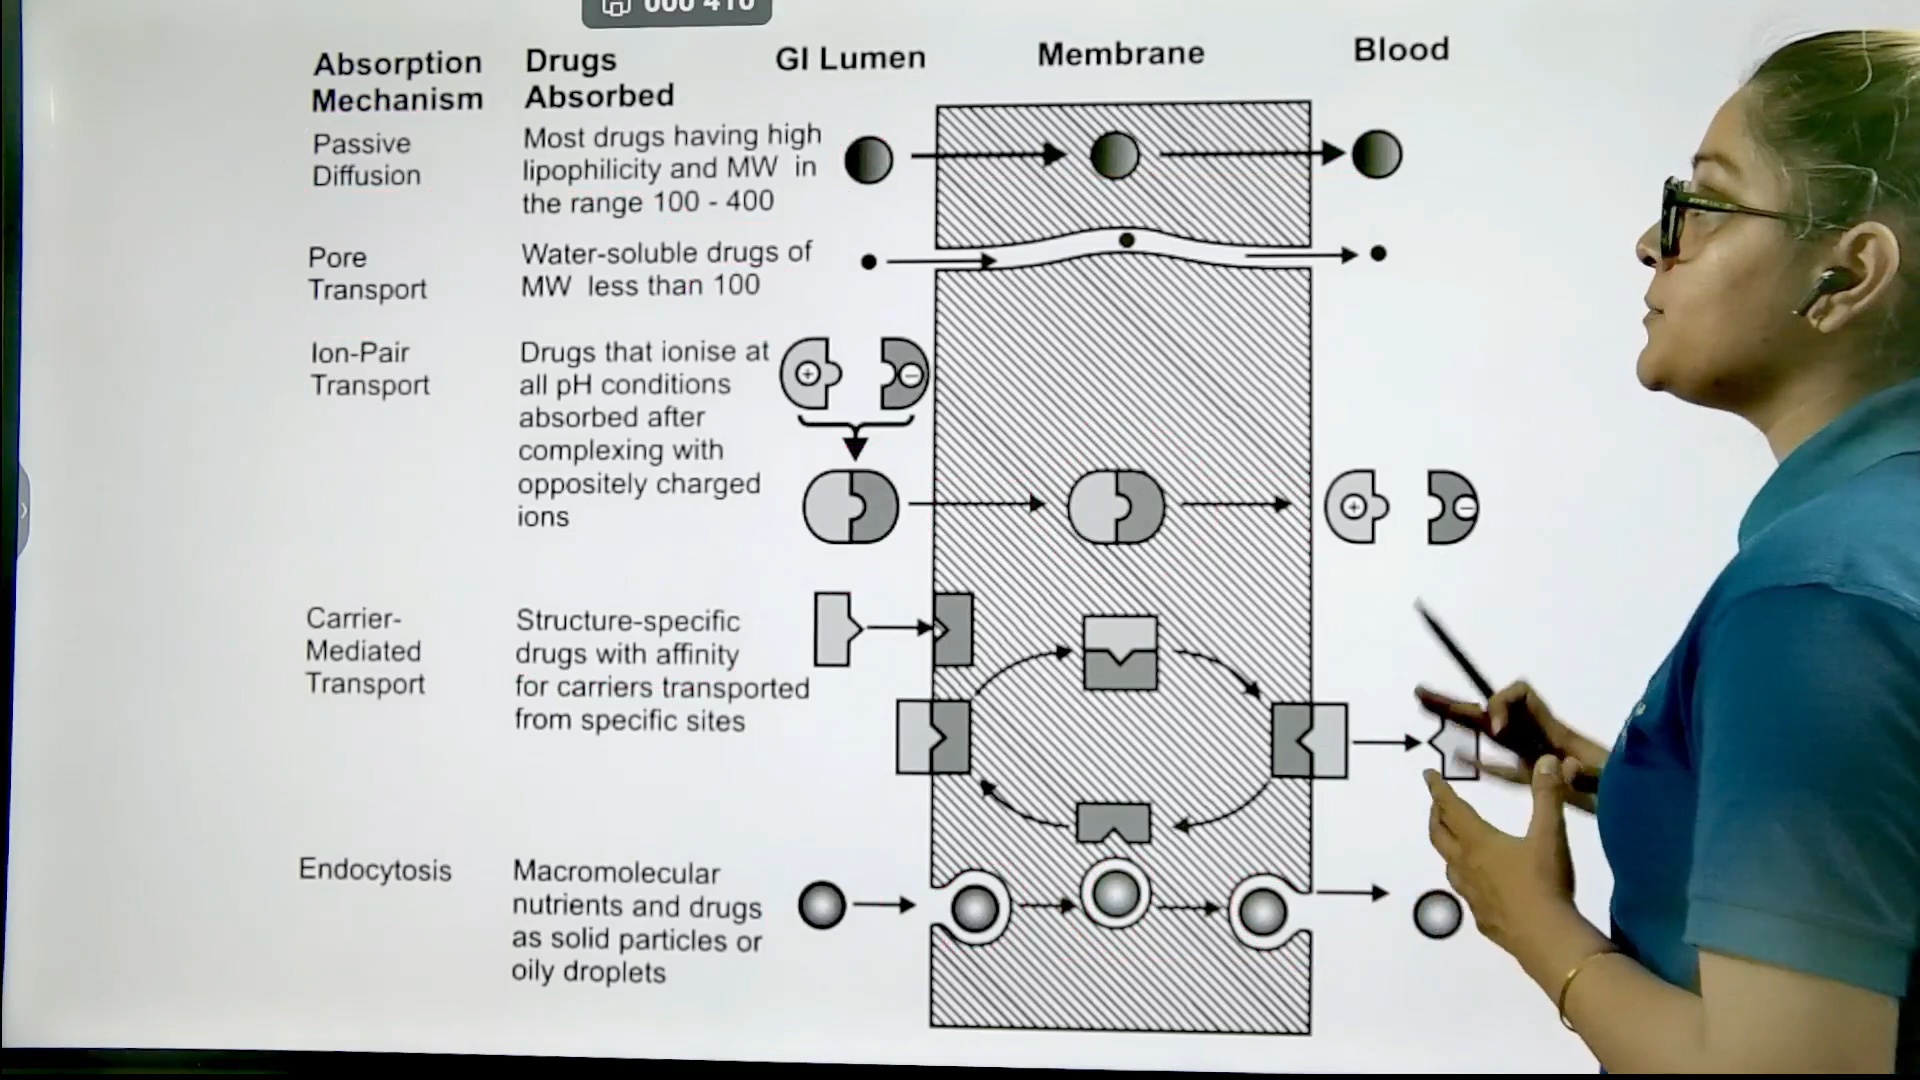 Absorption
Mechanism
Drugs
Absorbed
GI Lumen
Membrane
Blood
Passive
Diffusion
Most drugs having high
lipophilicity and MW in
the range 100 - 400
Pore
Transport
Water-soluble drugs of
MW less than 100
Ion-Pair
Transport
Drugs that ionise at
all pH conditions
absorbed after
complexing with
oppositely charged
ions
+
−
+
−
Carrier-
Mediated
Transport
Structure-specific
drugs with affinity
for carriers transported
from specific sites
Endocytosis
Macromolecular
nutrients and drugs
as solid particles or
oily droplets